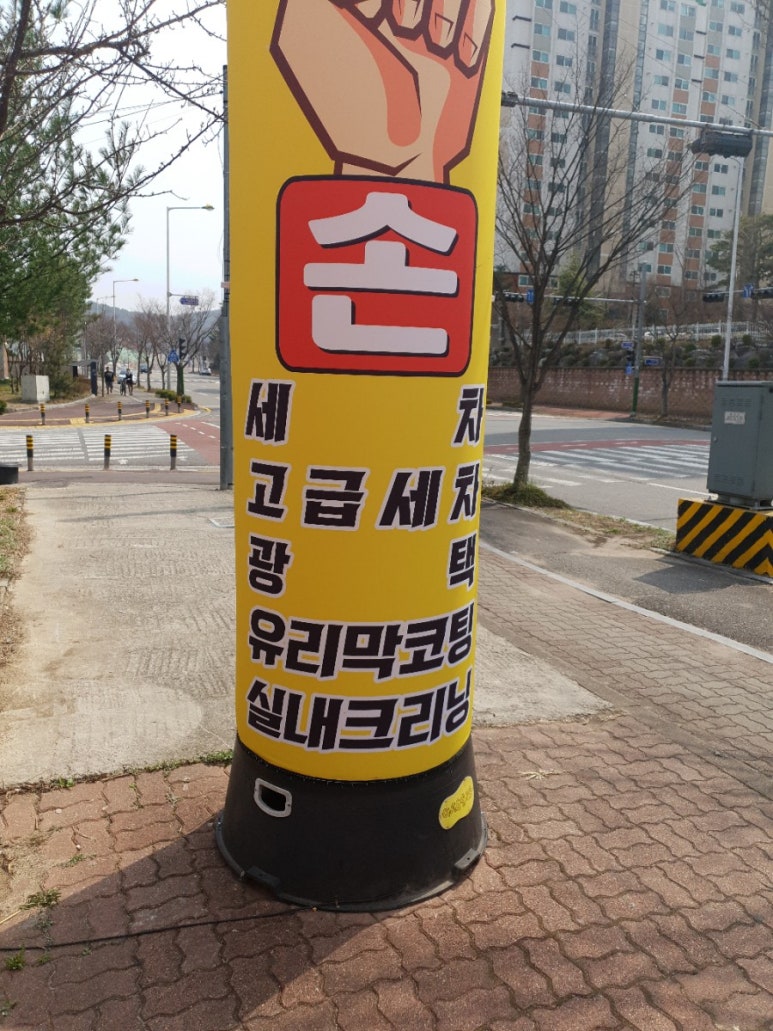 손
세 차
고급세차
광 택
유리막코팅
실내크리닝